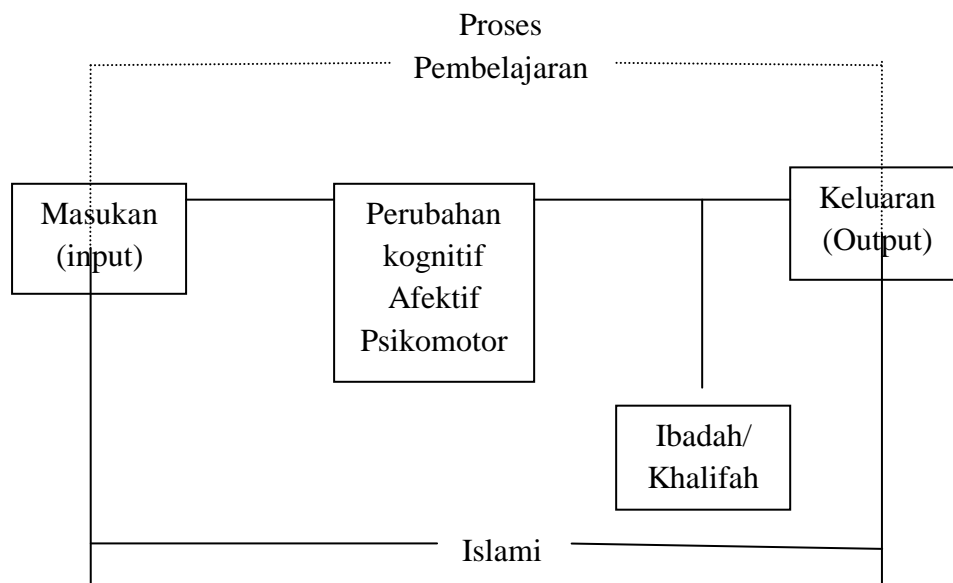 Proses
Pembelajaran
Masukan
(input)
Perubahan
kognitif
Afektif
Psikomotor
Keluaran
(Output)
Ibadah/
Khalifah
Islami